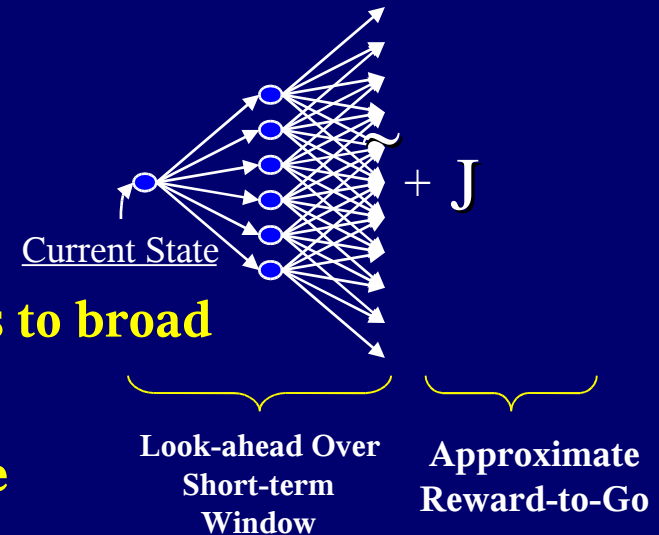 ~
+ J
Current State
s to broad
Look-ahead Over
Short-term
Window
e
Approximate
Reward-to-Go